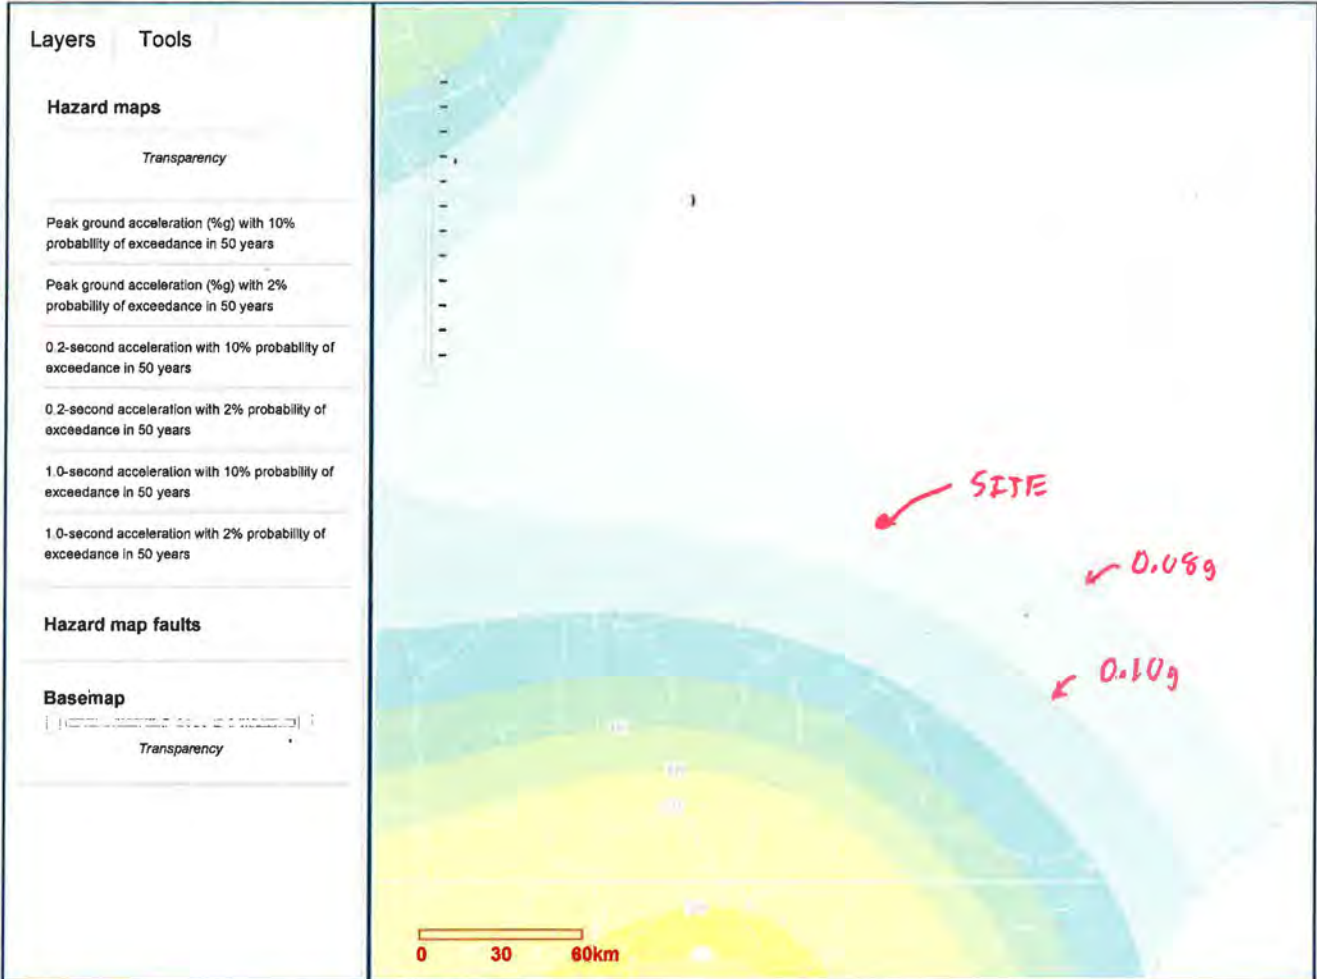 Layers Tools
Hazard maps
Transparency
Peak ground acceleration (%g) with 10%
probability of exceedance in 50 years
Peak ground acceleration (%g) with 2%
probability of exceedance in 50 years
0.2-second acceleration with 10% probability of
exceedance in 50 years
0.2-second acceleration with 2% probability of
exceedance in 50 years
1.0-second acceleration with 10% probability of
exceedance in 50 years
1.0-second acceleration with 2% probability of
exceedance in 50 years
Hazard map faults
Basemap
Transparency
SITE
0.08g
0.10g
0 30 60km